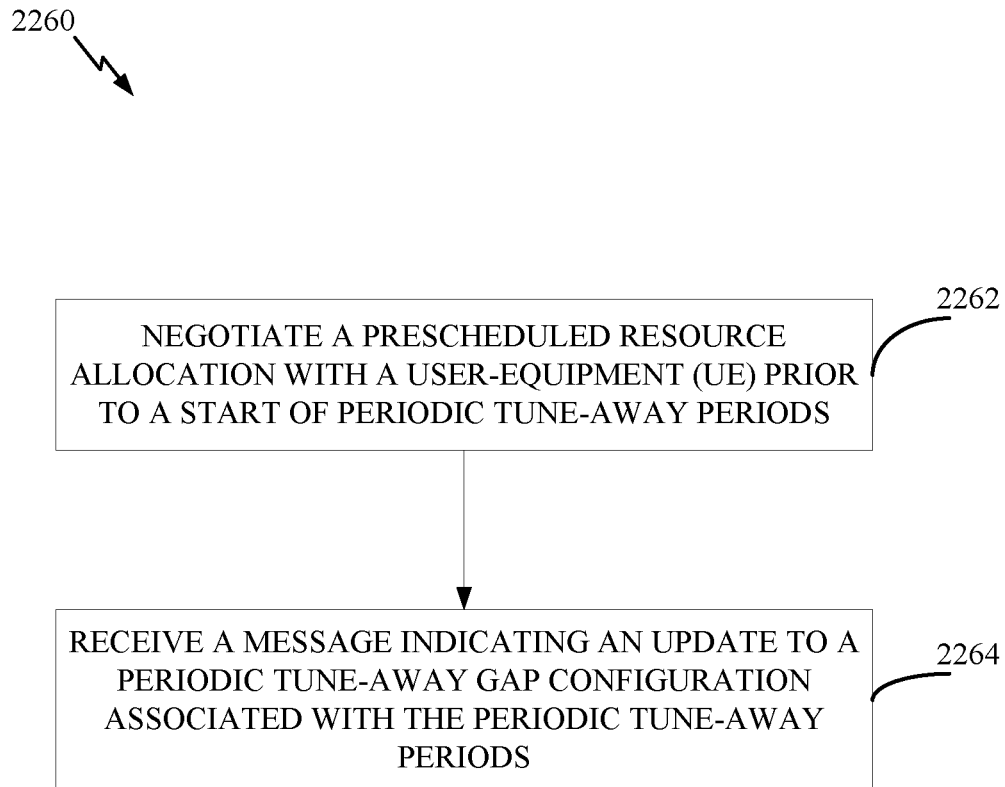 2260
2262
NEGOTIATE A PRESCHEDULED RESOURCE
ALLOCATION WITH A USER-EQUIPMENT (UE) PRIOR
TO A START OF PERIODIC TUNE-AWAY PERIODS
2264
RECEIVE A MESSAGE INDICATING AN UPDATE TO A
PERIODIC TUNE-AWAY GAP CONFIGURATION
ASSOCIATED WITH THE PERIODIC TUNE-AWAY
PERIODS